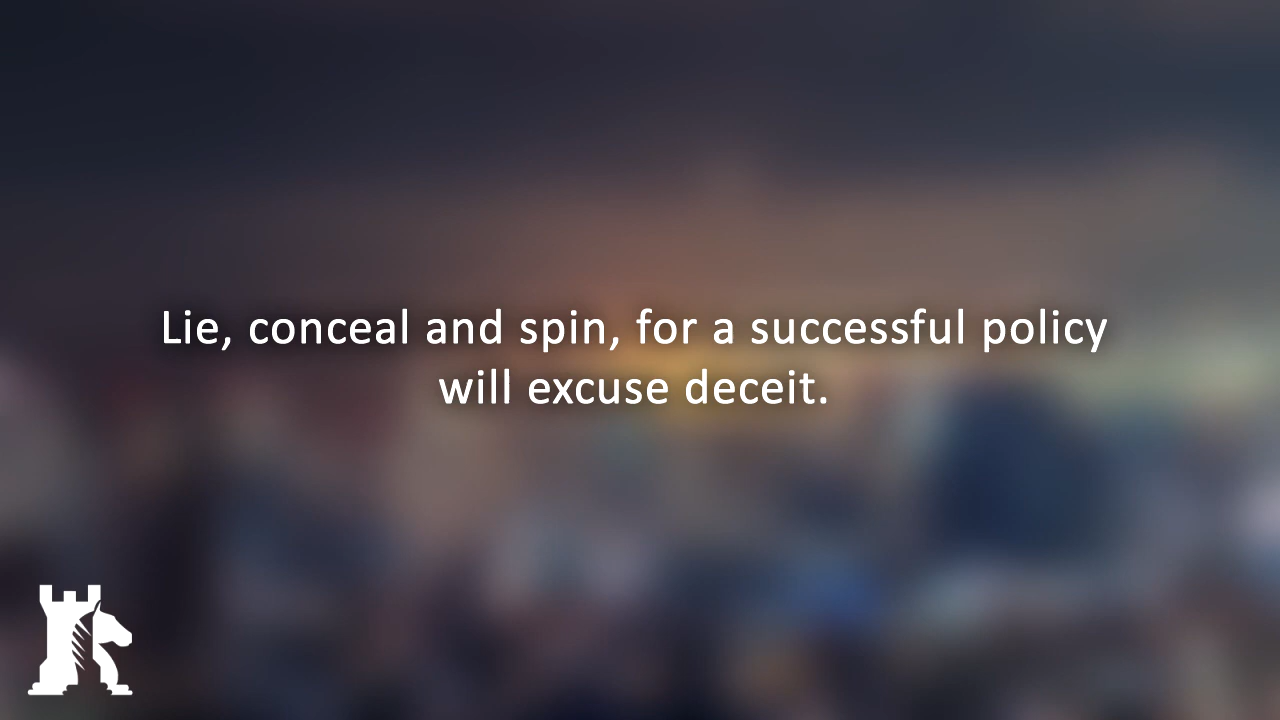 Lie, conceal and spin, for a successful policy
will excuse deceit.